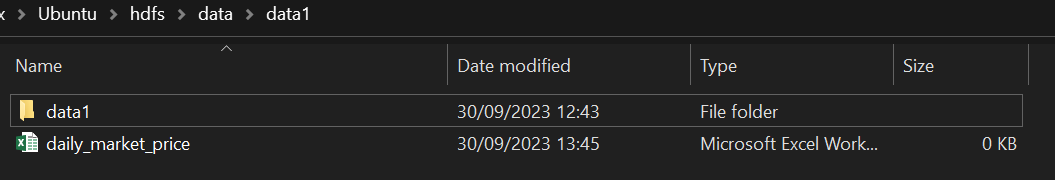 x > Ubuntu > hdfs > data > data1
Name Date modified Type Size
data1 30/09/2023 12:43 File folder
daily_market_price 30/09/2023 13:45 Microsoft Excel Work... 0 KB